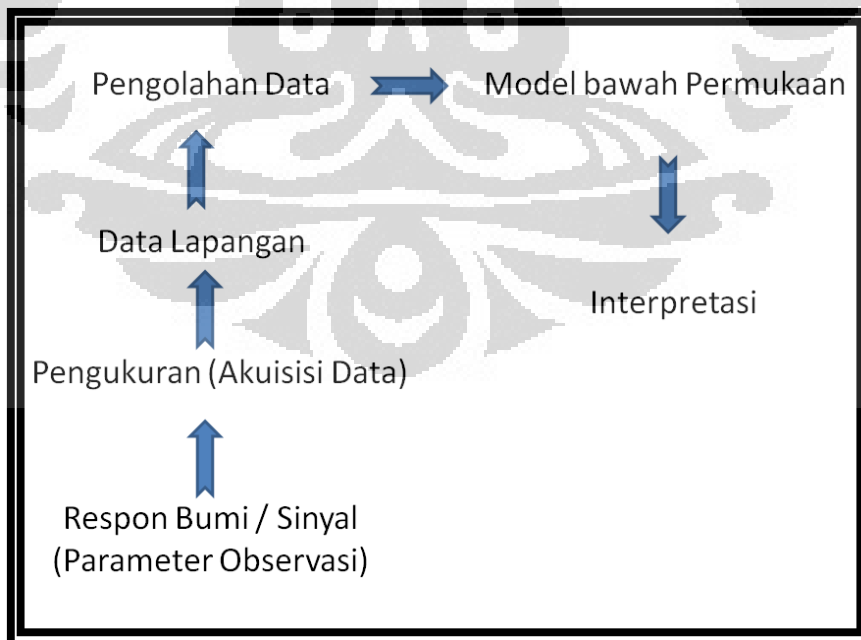 Pengolahan Data
Model bawah Permukaan
Data Lapangan
Interpretasi
Pengukuran (Akuisisi Data)
Respon Bumi / Sinyal
(Parameter Observasi)